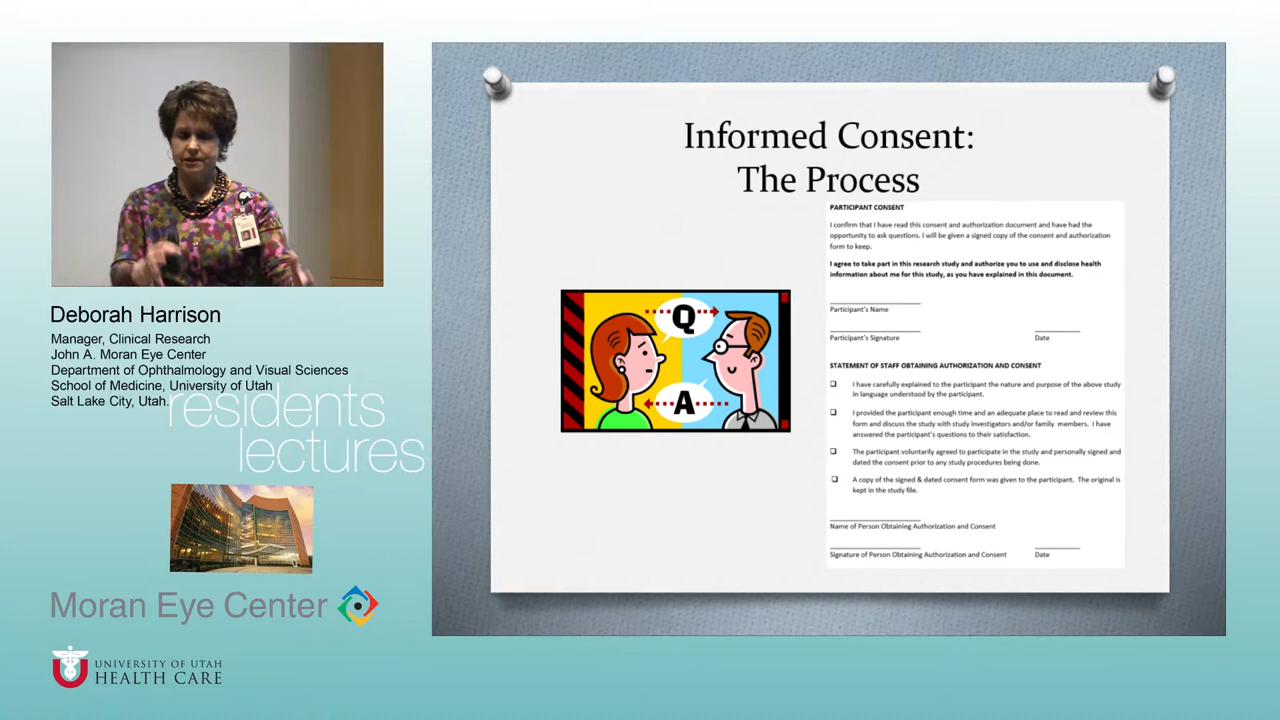 Deborah Harrison
Manager, Clinical Research
John A. Moran Eye Center
Department of Ophthalmology and Visual Sciences
School of Medicine, University of Utah
Salt Lake City, Utah
residents
lectures
Moran Eye Center
UNIVERSITY OF UTAH
HEALTH CARE
Informed Consent:
The Process
Q
A
PARTICIPANT CONSENT
I confirm that I have read this consent and authorization document and have had the
opportunity to ask questions. I will be given a signed copy of the consent and authorization
form to keep.
I agree to take part in this research study and authorize you to use and disclose health
information about me for this study, as you have explained in this document.
Participant's Name
Participant's Signature Date
STATEMENT OF STAFF OBTAINING AUTHORIZATION AND CONSENT
I have carefully explained to the participant the nature and purpose of the above study
in language understood by the participant.
I provided the participant enough time and an adequate place to read and review this
form and discuss the study with study investigators and/or family members. I have
answered the participant's questions to their satisfaction.
The participant voluntarily agreed to participate in the study and personally signed and
dated the consent prior to any study procedures being done.
A copy of the signed & dated consent form was given to the participant. The original is
kept in the study file.
Name of Person Obtaining Authorization and Consent
Signature of Person Obtaining Authorization and Consent Date